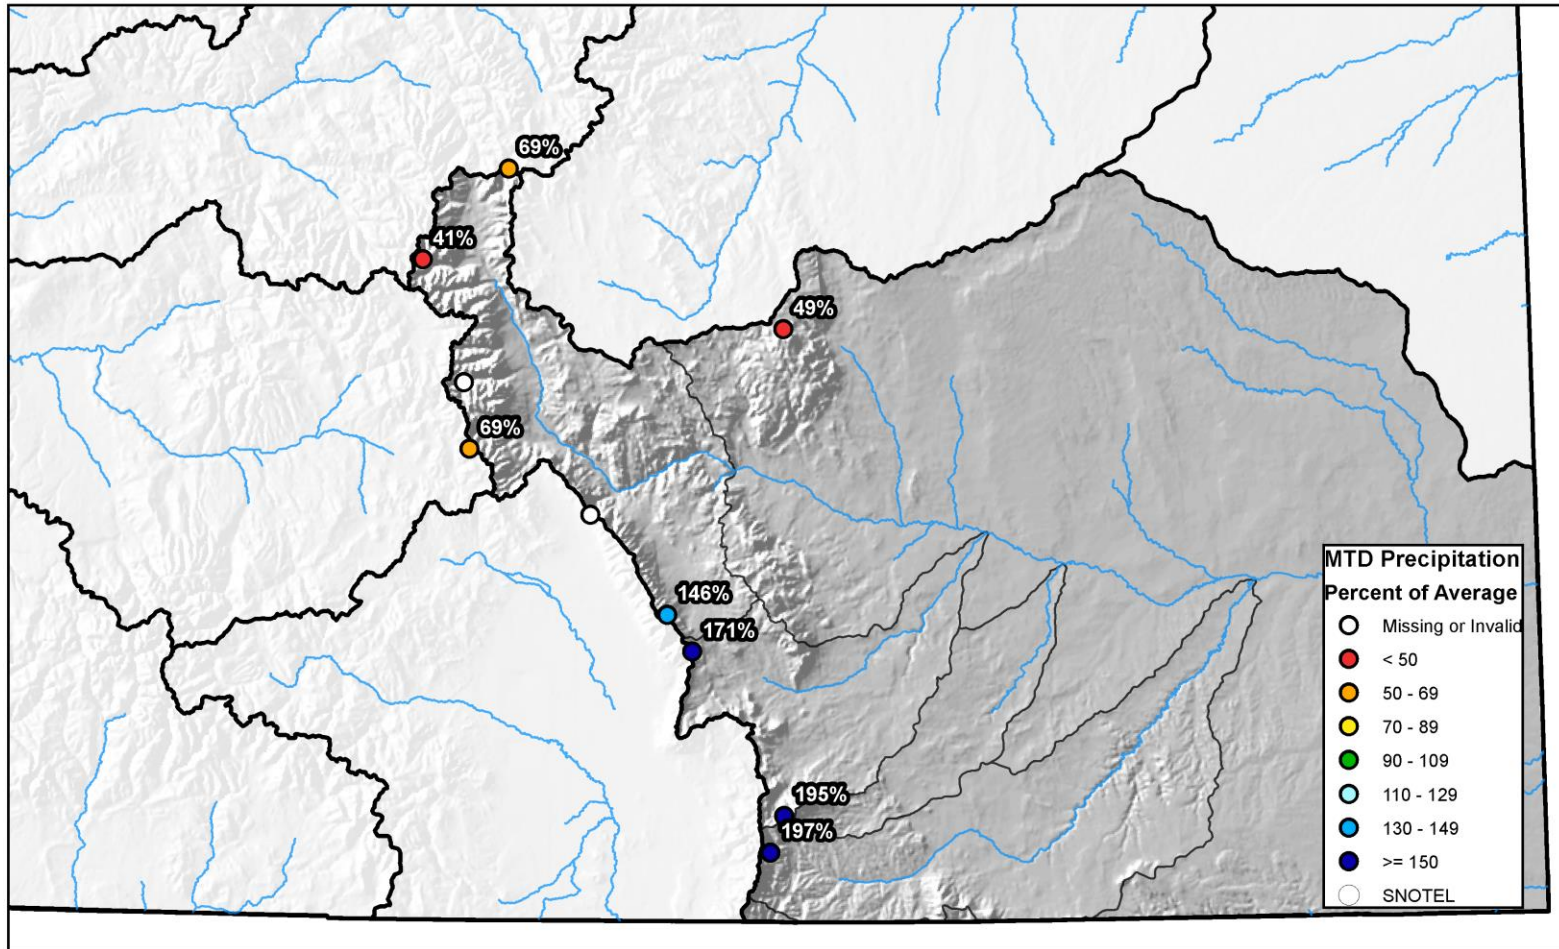 69%
41%
49%
69%
146%
171%
195%
197%
MTD Precipitation
Percent of Average
Missing or Invalid
< 50
50 - 69
70 - 89
90 - 109
110 - 129
130 - 149
>= 150
SNOTEL